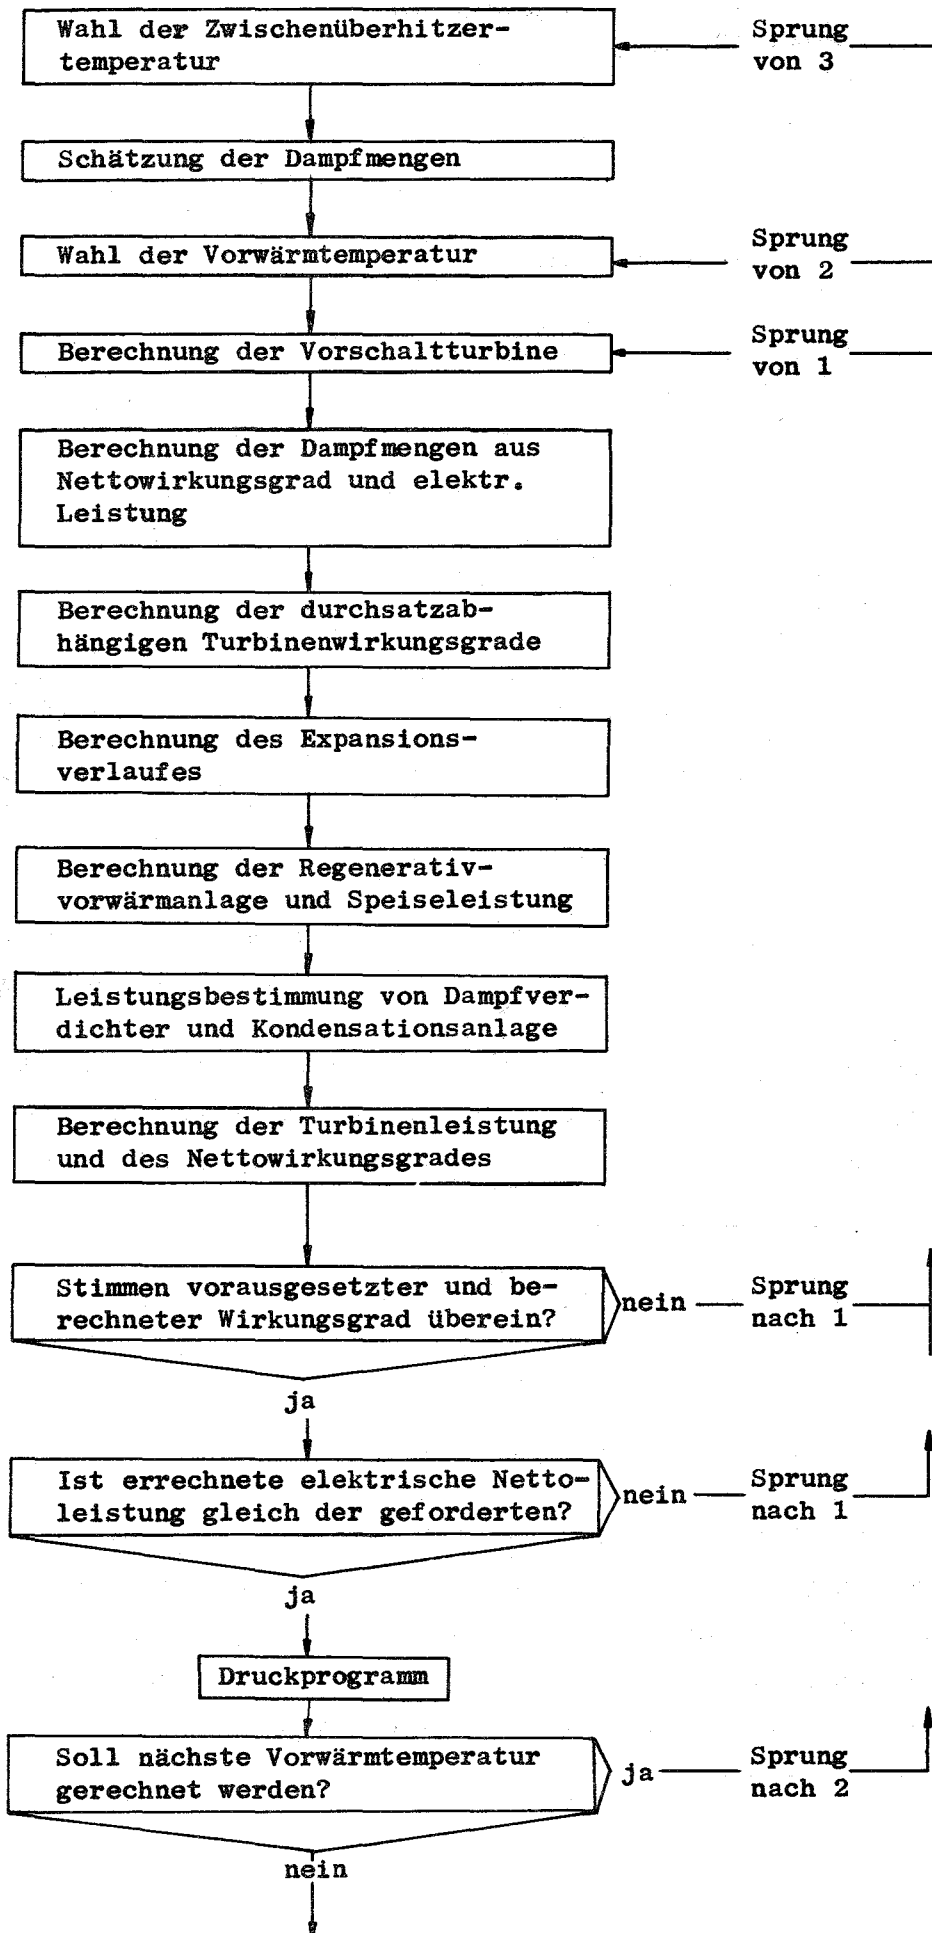 Wahl der Zwischenüberhitzer-
temperatur
Sprung
von 3
Schätzung der Dampfmengen
Wahl der Vorwärmtemperatur
Sprung
von 2
Berechnung der Vorschaltturbine
Sprung
von 1
Berechnung der Dampfmengen aus
Nettowirkungsgrad und elektr.
Leistung
Berechnung der durchsatzab-
hängigen Turbinenwirkungsgrade
Berechnung des Expansions-
verlaufes
Berechnung der Regenerativ-
vorwärmanlage und Speiseleistung
Leistungsbestimmung von Dampfver-
dichter und Kondensationsanlage
Berechnung der Turbinenleistung
und des Nettowirkungsgrades
Stimmen vorausgesetzter und be-
rechneter Wirkungsgrad überein?
nein
Sprung
nach 1
ja
Ist errechnete elektrische Netto-
leistung gleich der geforderten?
nein
Sprung
nach 1
ja
Druckprogramm
Soll nächste Vorwärmtemperatur
gerechnet werden?
ja
Sprung
nach 2
nein